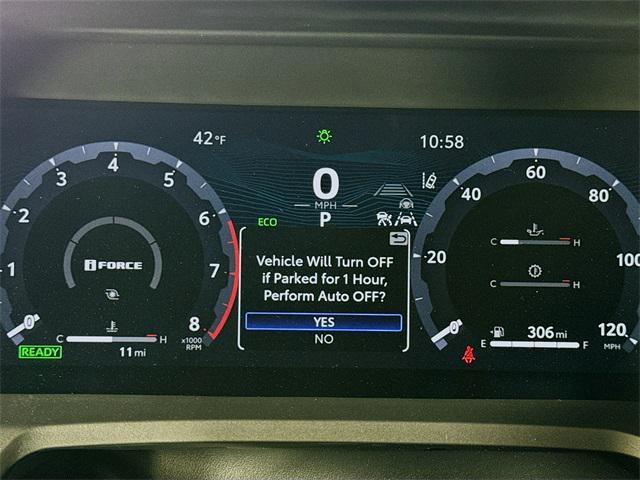 42°F
10:58
0
MPH
P
ECO
Vehicle Will Turn OFF
if Parked for 1 Hour,
Perform Auto OFF?
YES
NO
0
1
2
3
4
5
6
7
8
x1000
RPM
i FORCE
C H
READY
11 mi
0
20
40
60
80
100
120
MPH
C H
C H
306 mi
E F